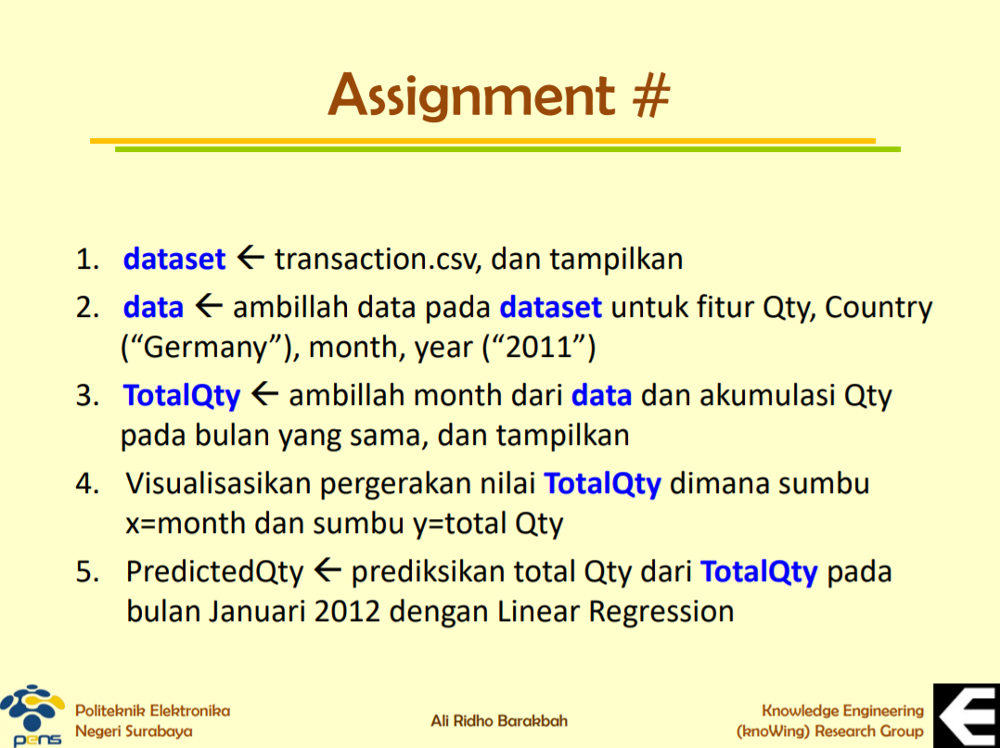 Assignment #
1. dataset ← transaction.csv, dan tampilkan
2. data ← ambillah data pada dataset untuk fitur Qty, Country
(“Germany”), month, year (“2011”)
3. TotalQty ← ambillah month dari data dan akumulasi Qty
pada bulan yang sama, dan tampilkan
4. Visualisasikan pergerakan nilai TotalQty dimana sumbu
x=month dan sumbu y=total Qty
5. PredictedQty ← prediksikan total Qty dari TotalQty pada
bulan Januari 2012 dengan Linear Regression
pens
Politeknik Elektronika
Negeri Surabaya
Ali Ridho Barakbah
Knowledge Engineering
(knoWing) Research Group